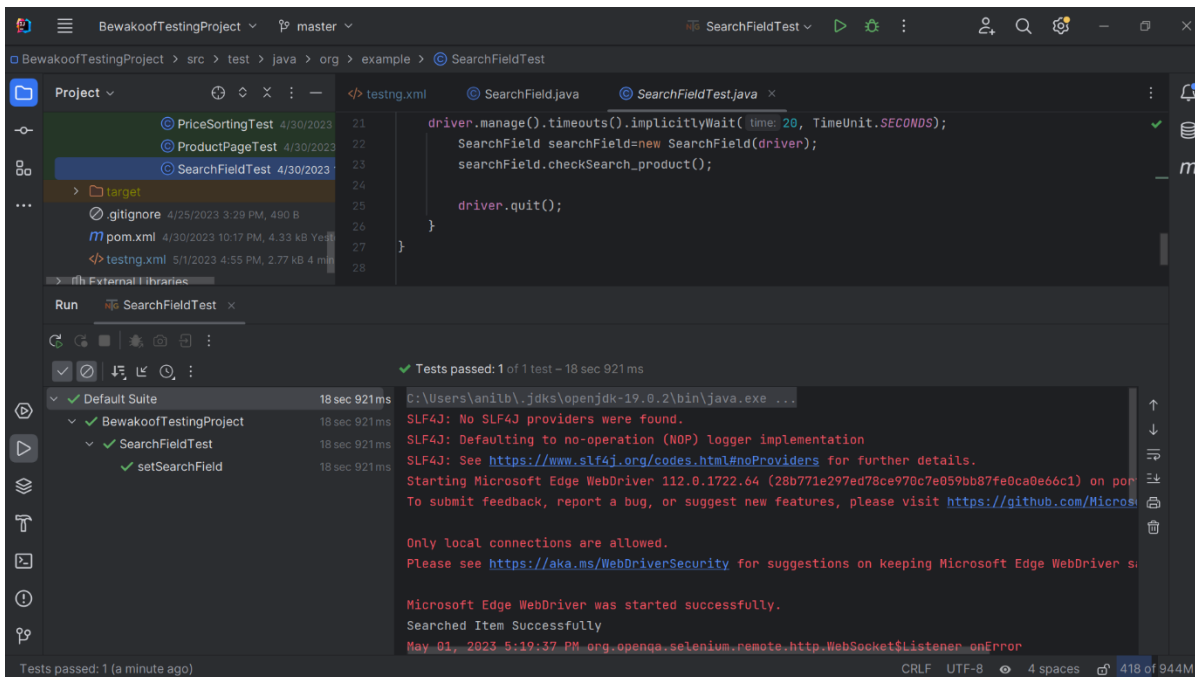 BewakoofTestingProject master SearchFieldTest
BewakoofTestingProject > src > test > java > org > example > SearchFieldTest
Project
testng.xml SearchField.java SearchFieldTest.java
PriceSortingTest 4/30/2023
ProductPageTest 4/30/2023
SearchFieldTest 4/30/2023
target
.gitignore 4/25/2023 3:29 PM, 490 B
pom.xml 4/30/2023 10:17 PM, 4.33 kB Yest
testng.xml 5/1/2023 4:55 PM, 2.77 kB 4 min
External Libraries
21 driver.manage().timeouts().implicitlyWait( time: 20, TimeUnit.SECONDS);
22 SearchField searchField=new SearchField(driver);
23 searchField.checkSearch_product();
24
25 driver.quit();
26 }
27 }
28
Run SearchFieldTest
Tests passed: 1 of 1 test – 18 sec 921 ms
Default Suite 18 sec 921 ms
BewakoofTestingProject 18 sec 921 ms
SearchFieldTest 18 sec 921 ms
setSearchField 18 sec 921 ms
C:\Users\anilb\.jdks\openjdk-19.0.2\bin\java.exe ...
SLF4J: No SLF4J providers were found.
SLF4J: Defaulting to no-operation (NOP) logger implementation
SLF4J: See https://www.slf4j.org/codes.html#noProviders for further details.
Starting Microsoft Edge WebDriver 112.0.1722.64 (28b771e297ed78ce970c7e059bb87fe0ca0e66c1) on por
To submit feedback, report a bug, or suggest new features, please visit https://github.com/Micros
Only local connections are allowed.
Please see https://aka.ms/WebDriverSecurity for suggestions on keeping Microsoft Edge WebDriver sa
Microsoft Edge WebDriver was started successfully.
Searched Item Successfully
May 01, 2023 5:19:37 PM org.openqa.selenium.remote.http.WebSocket$Listener onError
Tests passed: 1 (a minute ago) CRLF UTF-8 4 spaces 418 of 944M